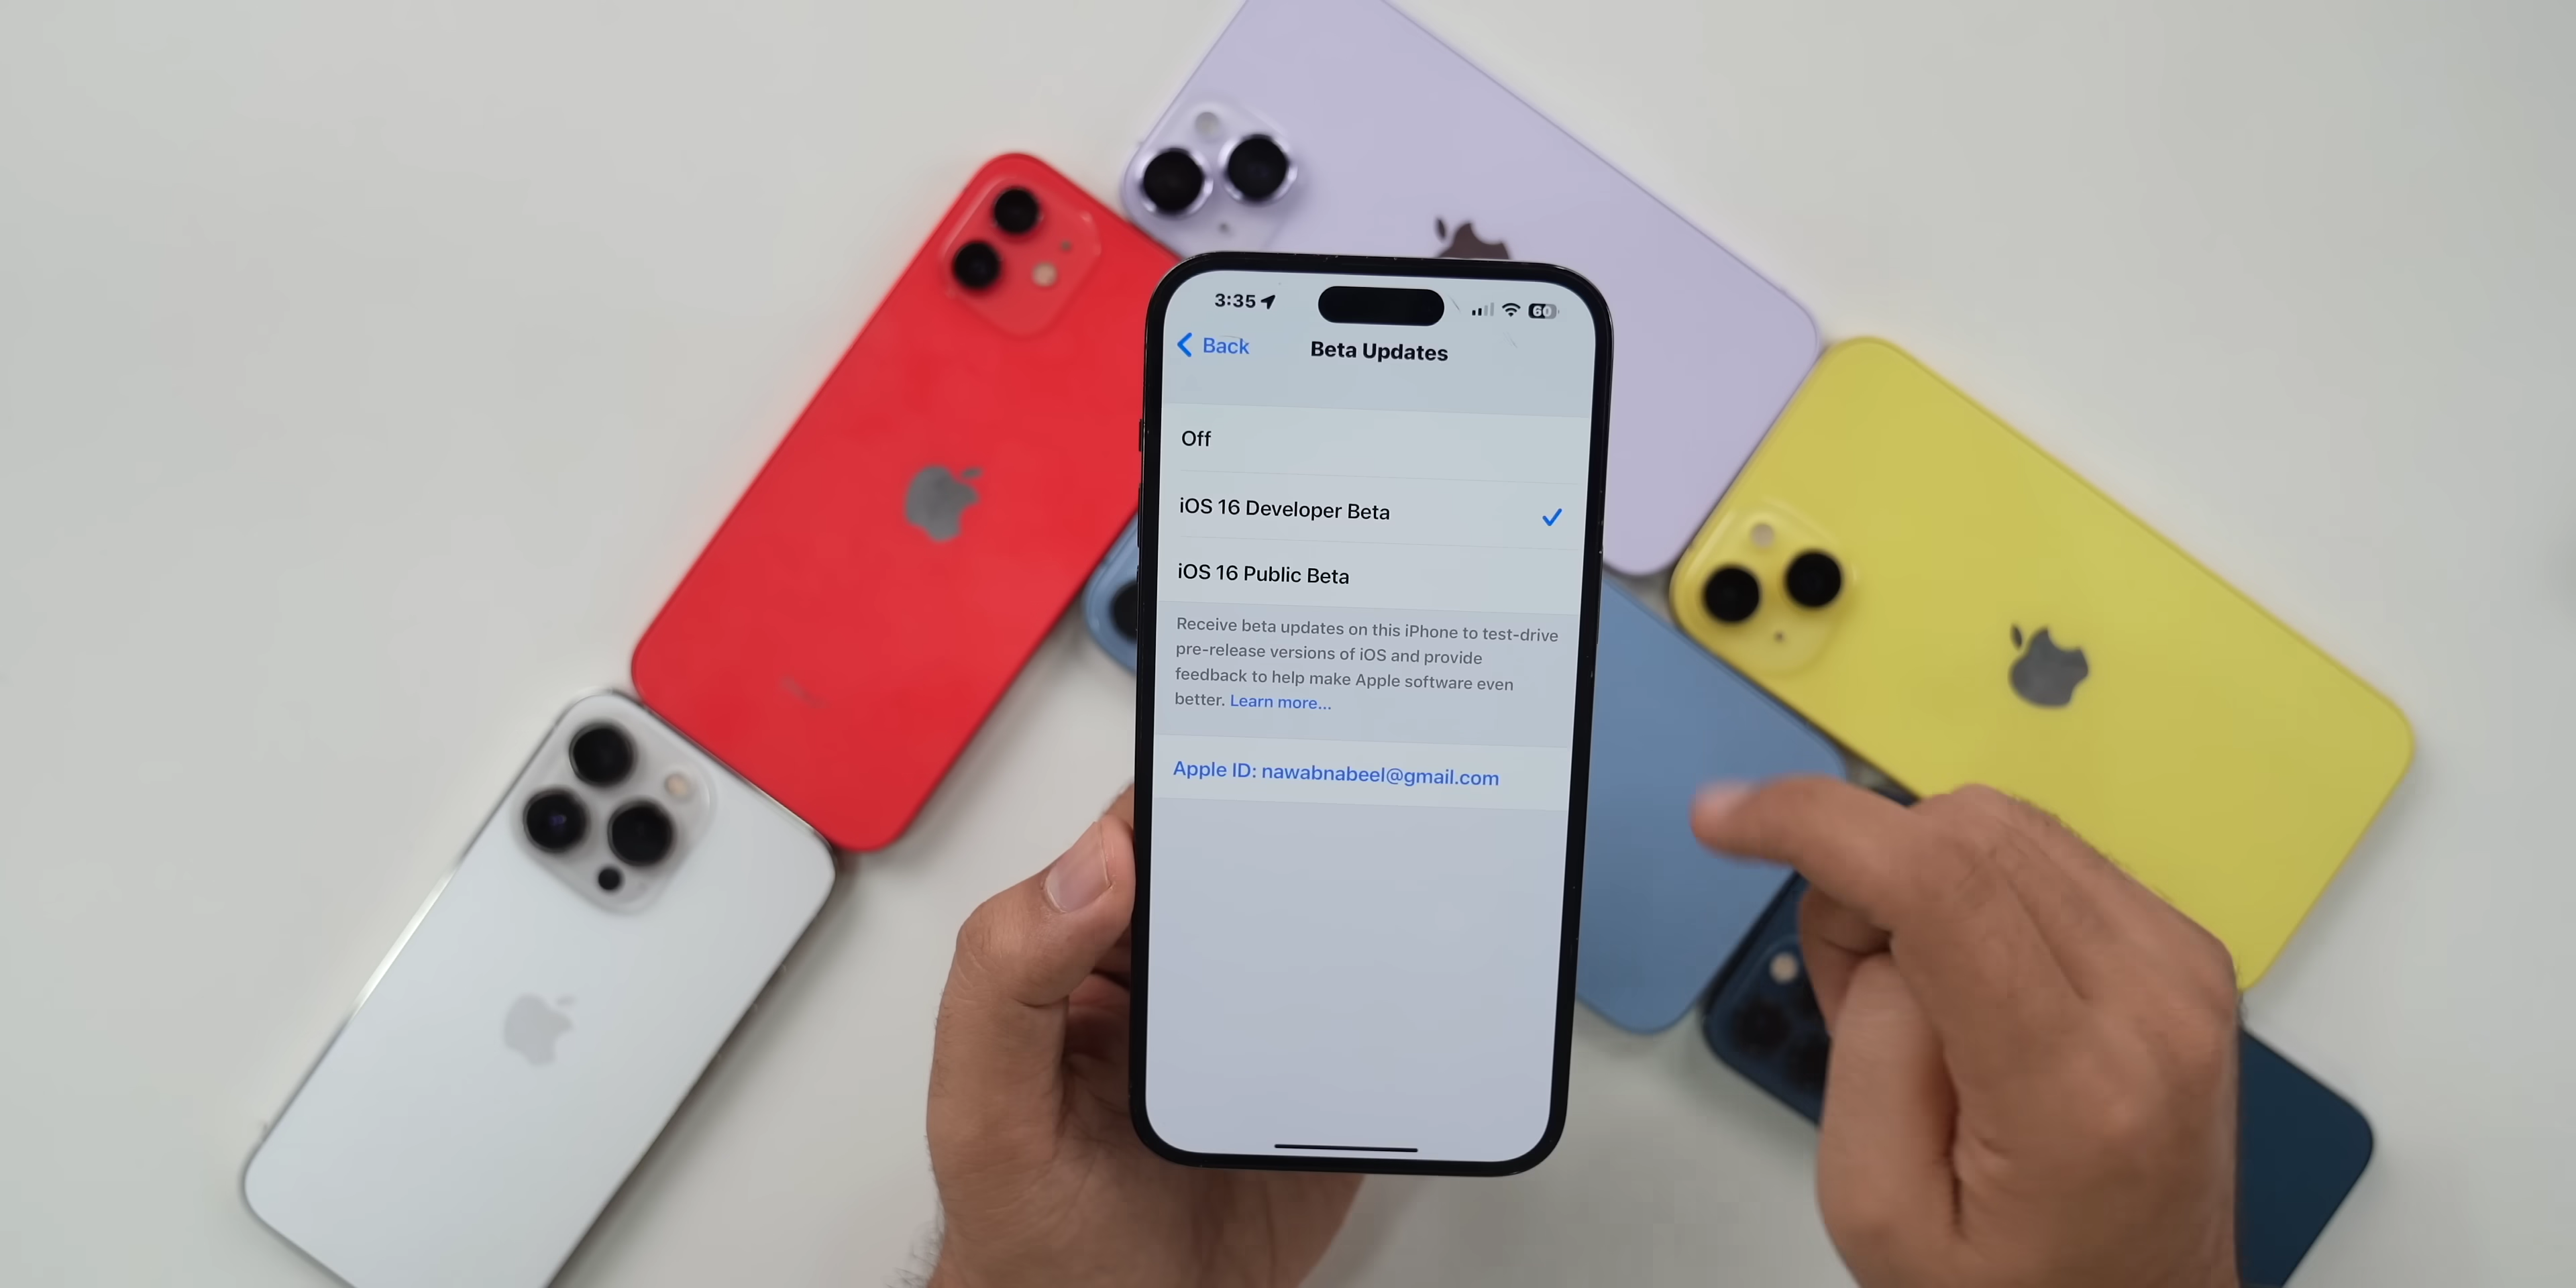 3:35
60
Back
Beta Updates
Off
iOS 16 Developer Beta
iOS 16 Public Beta
Receive beta updates on this iPhone to test-drive
pre-release versions of iOS and provide
feedback to help make Apple software even
better. Learn more...
Apple ID: nawabnabeel@gmail.com